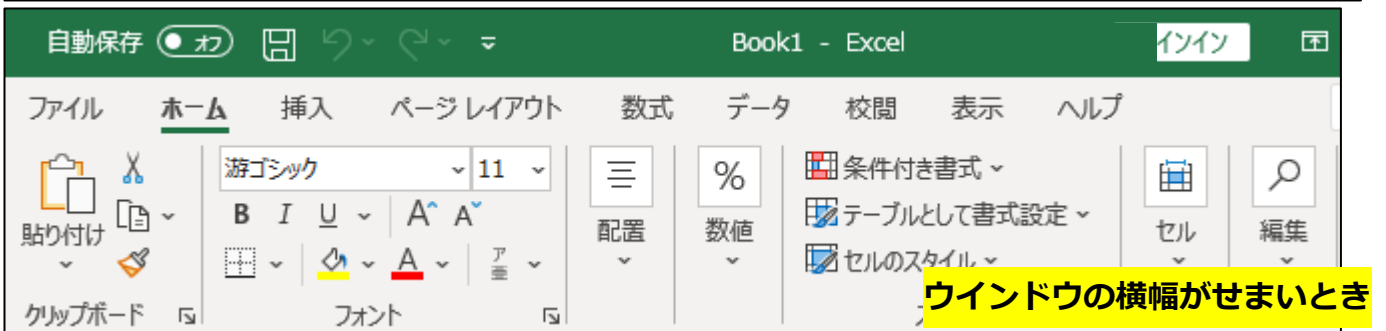 自動保存 オフ Book1 - Excel インイン
ファイル ホーム 挿入 ページ レイアウト 数式 データ 校閲 表示 ヘルプ
貼り付け
游ゴシック 11
B I U A A
A ア亜
配置
%
数値
条件付き書式
テーブルとして書式設定
セルのスタイル
セル
編集
クリップボード フォント
ウインドウの横幅がせまいとき